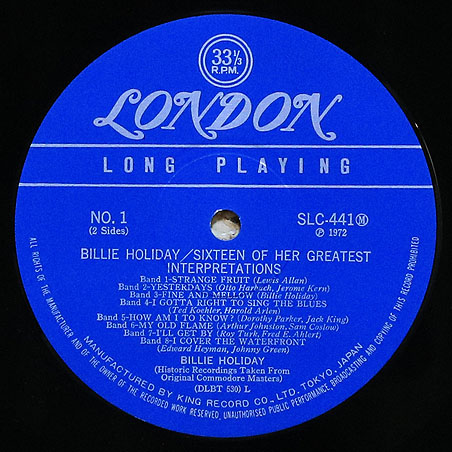 33 1/3
R.P.M.
LONDON
LONG PLAYING
NO. 1
(2 Sides)
SLC-441 Ⓜ
℗ 1972
BILLIE HOLIDAY/SIXTEEN OF HER GREATEST
INTERPRETATIONS
Band 1-STRANGE FRUIT (Lewis Allan)
Band 2-YESTERDAYS (Otto Harbach, Jerome Kern)
Band 3-FINE AND MELLOW (Billie Holiday)
Band 4-I GOTTA RIGHT TO SING THE BLUES
(Ted Koehler, Harold Arlen)
Band 5-HOW AM I TO KNOW? (Dorothy Parker, Jack King)
Band 6-MY OLD FLAME (Arthur Johnston, Sam Coslow)
Band 7-I'LL GET BY (Roy Turk, Fred E. Ahlert)
Band 8-I COVER THE WATERFRONT
(Edward Heyman, Johnny Green)
BILLIE HOLIDAY
(Historic Recordings Taken From
Original Commodore Masters)
(DLBT 530) L
MANUFACTURED BY KING RECORD CO., LTD. TOKYO, JAPAN
ALL RIGHTS OF THE MANUFACTURER AND OF THE OWNER OF THE RECORDED WORK RESERVED, UNAUTHORISED PUBLIC PERFORMANCE, BROADCASTING AND COPYING OF THIS RECORD PROHIBITED